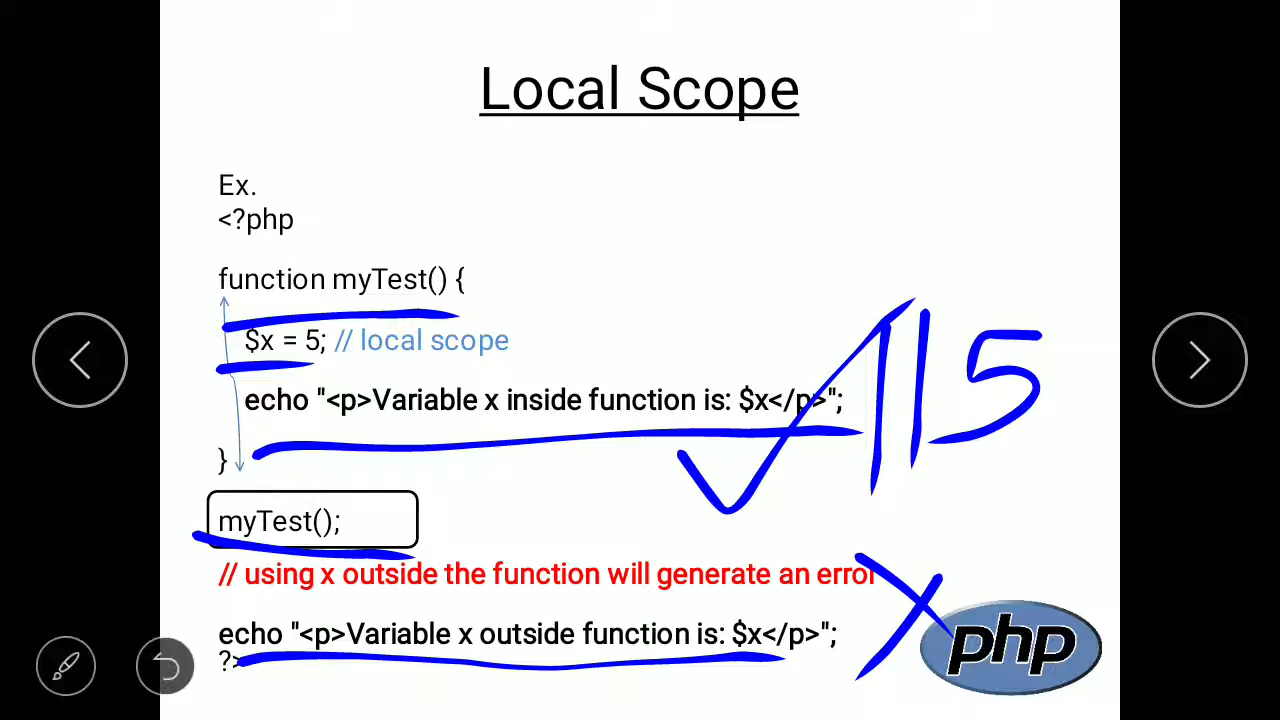 Local Scope
Ex.
<?php
function myTest() {
$x = 5; // local scope
echo "<p>Variable x inside function is: $x</p>";
}
myTest();
// using x outside the function will generate an error
echo "<p>Variable x outside function is: $x</p>";
?>
5
php